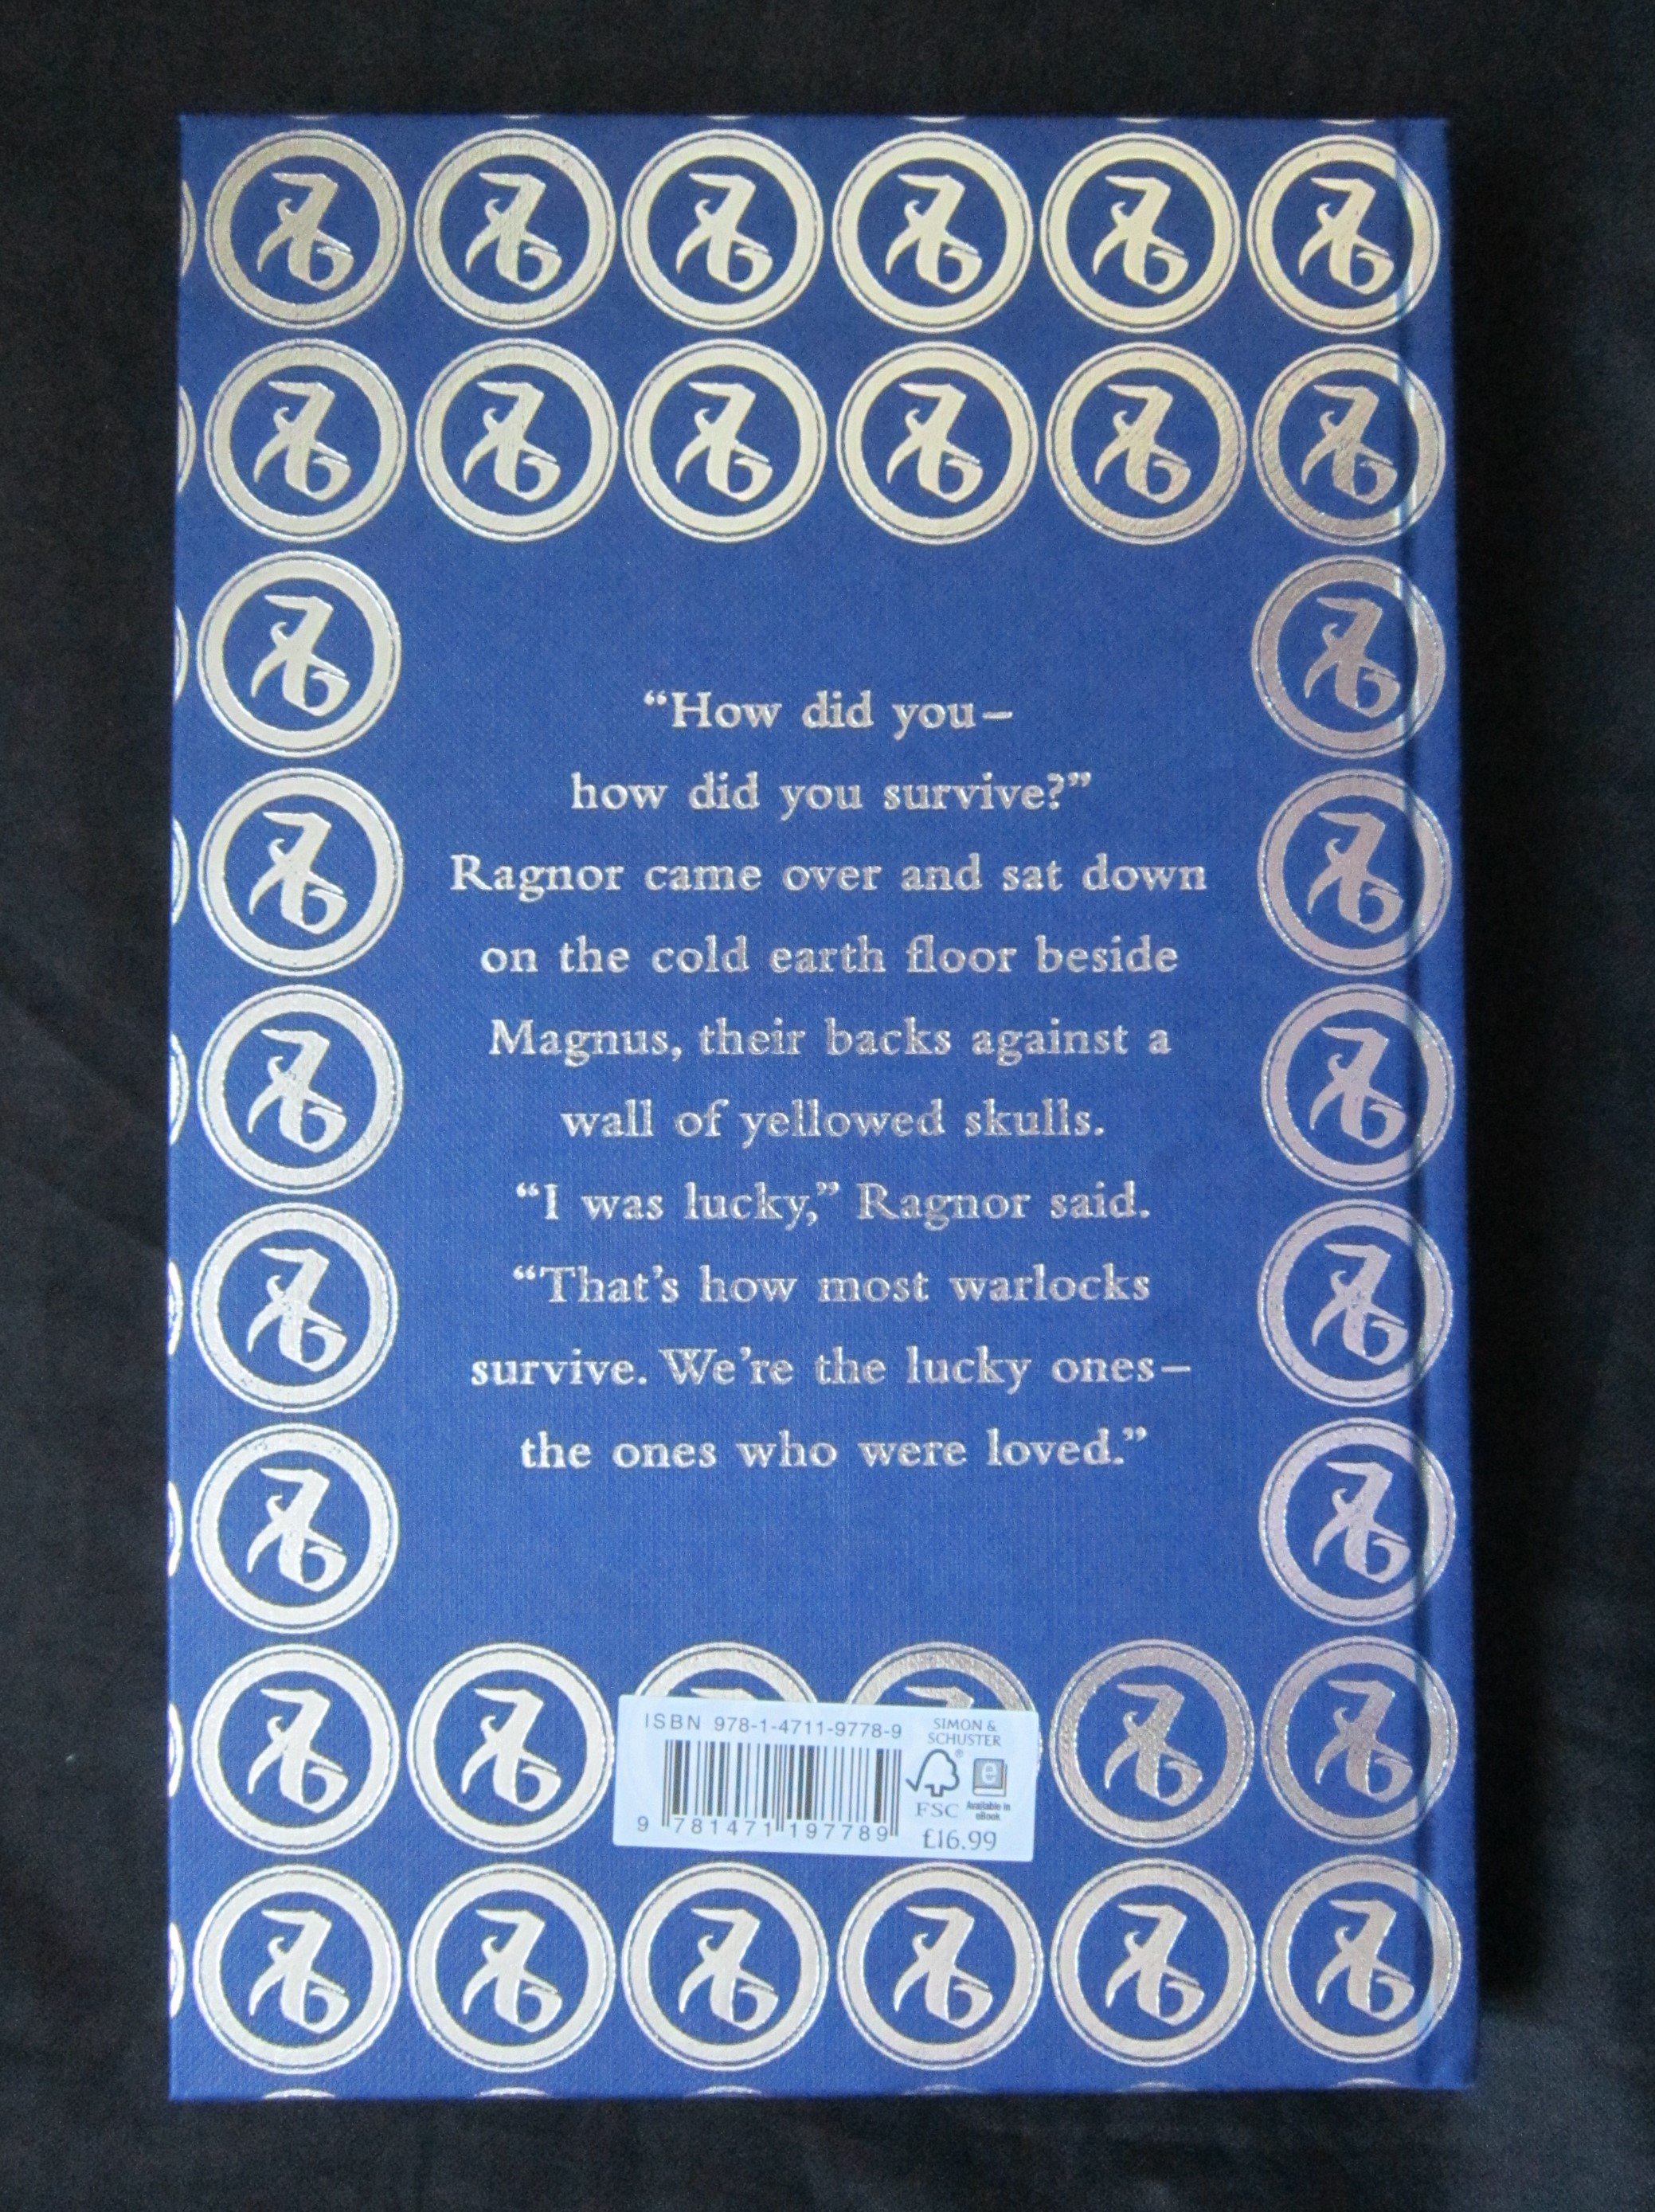 “How did you–
how did you survive?”
Ragnor came over and sat down
on the cold earth floor beside
Magnus, their backs against a
wall of yellowed skulls.
“I was lucky,” Ragnor said.
“That’s how most warlocks
survive. We’re the lucky ones–
the ones who were loved.”
ISBN 978-1-4711-9778-9
9 781471 197789
SIMON &
SCHUSTER
®
e
FSC
Available in
eBook
£16.99